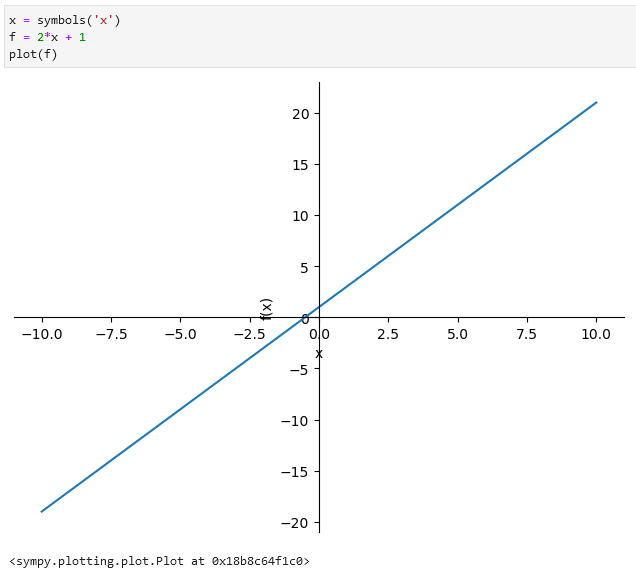 x = symbols('x')
f = 2*x + 1
plot(f)
20
15
10
5
f(x)
0
−10.0 −7.5 −5.0 −2.5 0.0 2.5 5.0 7.5 10.0
x
−5
−10
−15
−20
<sympy.plotting.plot.Plot at 0x18b8c64f1c0>